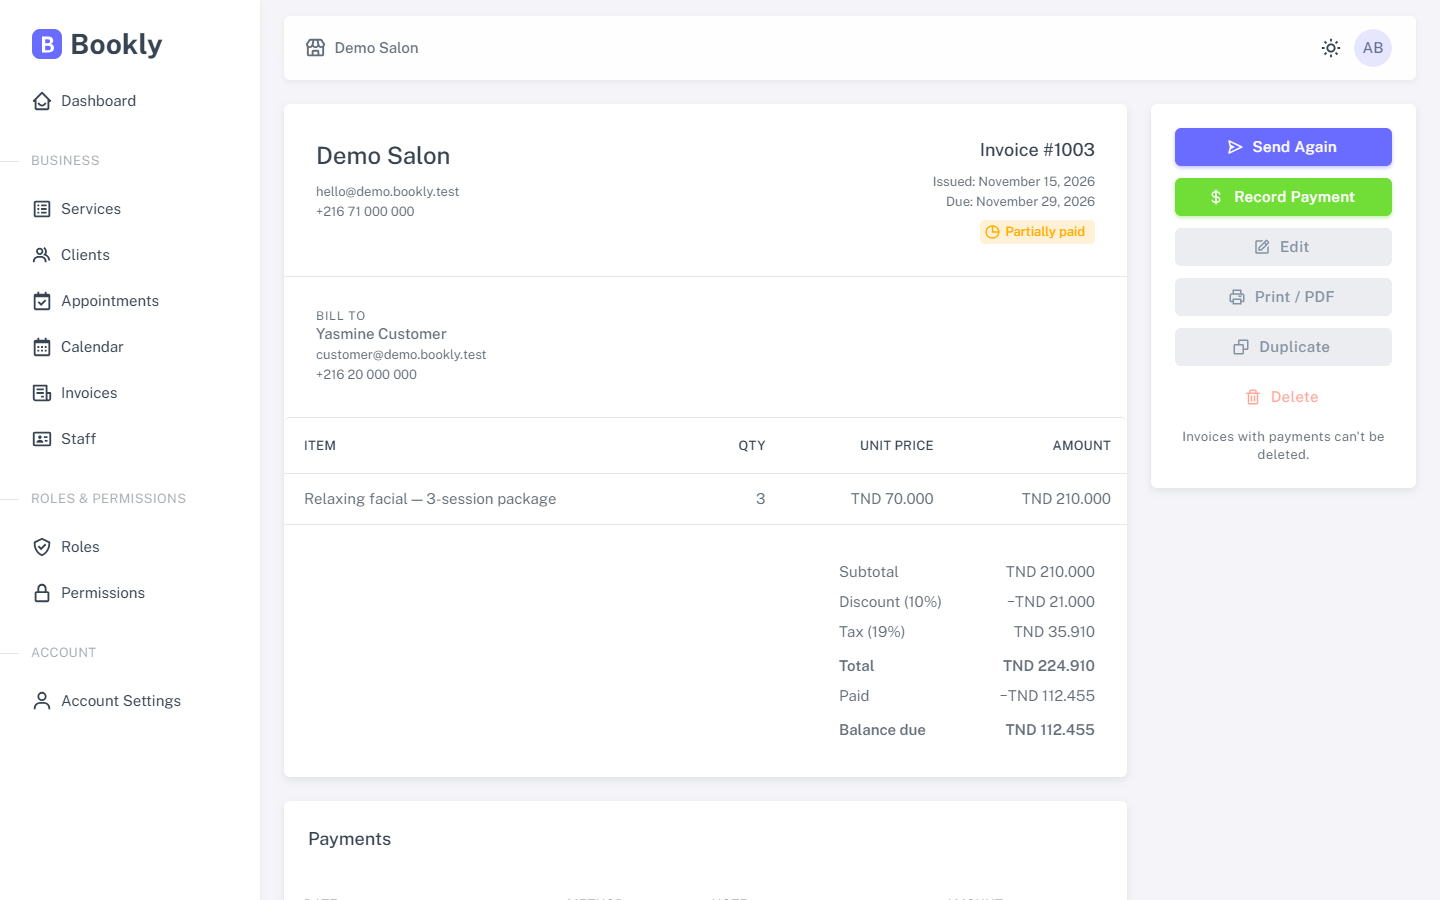 B Bookly
Dashboard
BUSINESS
Services
Clients
Appointments
Calendar
Invoices
Staff
ROLES & PERMISSIONS
Roles
Permissions
ACCOUNT
Account Settings
Demo Salon
AB
Demo Salon
hello@demo.bookly.test
+216 71 000 000
Invoice #1003
Issued: November 15, 2026
Due: November 29, 2026
Partially paid
BILL TO
Yasmine Customer
customer@demo.bookly.test
+216 20 000 000
ITEM QTY UNIT PRICE AMOUNT
Relaxing facial — 3-session package 3 TND 70.000 TND 210.000
Subtotal TND 210.000
Discount (10%) −TND 21.000
Tax (19%) TND 35.910
Total TND 224.910
Paid −TND 112.455
Balance due TND 112.455
Payments
Send Again
Record Payment
Edit
Print / PDF
Duplicate
Delete
Invoices with payments can't be
deleted.